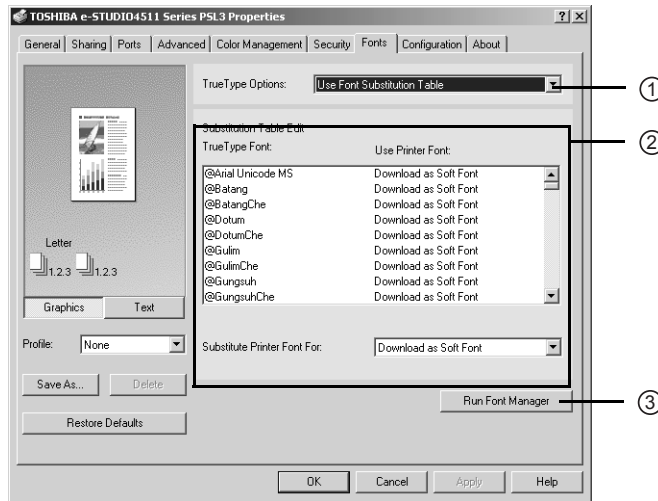 TOSHIBA e-STUDIO4511 Series PSL3 Properties
General Sharing Ports Advanced Color Management Security Fonts Configuration About
TrueType Options: Use Font Substitution Table
①
Substitution Table Edit
②
TrueType Font: Use Printer Font:
@Arial Unicode MS Download as Soft Font
@Batang Download as Soft Font
@BatangChe Download as Soft Font
@Dotum Download as Soft Font
@DotumChe Download as Soft Font
@Gulim Download as Soft Font
@GulimChe Download as Soft Font
@Gungsuh Download as Soft Font
@GungsuhChe Download as Soft Font
Letter
1.2.3 1.2.3
Graphics Text
Profile: None
Substitute Printer Font For: Download as Soft Font
Save As... Delete
Run Font Manager
③
Restore Defaults
OK Cancel Apply Help